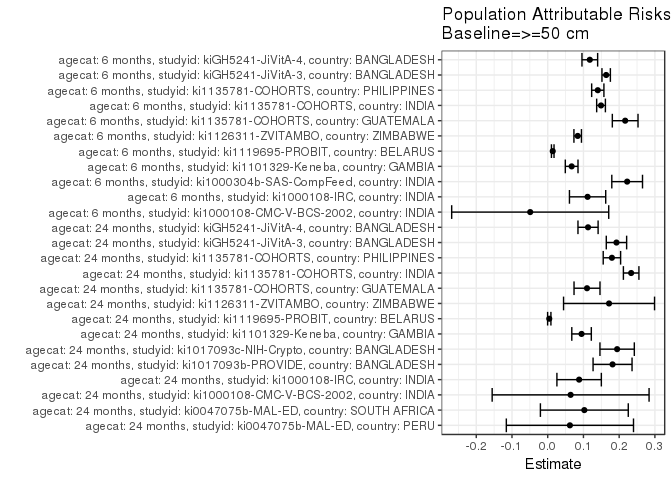 Population Attributable Risks
Baseline=>=50 cm
agecat: 6 months, studyid: kiGH5241-JiVitA-4, country: BANGLADESH
agecat: 6 months, studyid: kiGH5241-JiVitA-3, country: BANGLADESH
agecat: 6 months, studyid: ki1135781-COHORTS, country: PHILIPPINES
agecat: 6 months, studyid: ki1135781-COHORTS, country: INDIA
agecat: 6 months, studyid: ki1135781-COHORTS, country: GUATEMALA
agecat: 6 months, studyid: ki1126311-ZVITAMBO, country: ZIMBABWE
agecat: 6 months, studyid: ki1119695-PROBIT, country: BELARUS
agecat: 6 months, studyid: ki1101329-Keneba, country: GAMBIA
agecat: 6 months, studyid: ki1000304b-SAS-CompFeed, country: INDIA
agecat: 6 months, studyid: ki1000108-IRC, country: INDIA
agecat: 6 months, studyid: ki1000108-CMC-V-BCS-2002, country: INDIA
agecat: 24 months, studyid: kiGH5241-JiVitA-4, country: BANGLADESH
agecat: 24 months, studyid: kiGH5241-JiVitA-3, country: BANGLADESH
agecat: 24 months, studyid: ki1135781-COHORTS, country: PHILIPPINES
agecat: 24 months, studyid: ki1135781-COHORTS, country: INDIA
agecat: 24 months, studyid: ki1135781-COHORTS, country: GUATEMALA
agecat: 24 months, studyid: ki1126311-ZVITAMBO, country: ZIMBABWE
agecat: 24 months, studyid: ki1119695-PROBIT, country: BELARUS
agecat: 24 months, studyid: ki1101329-Keneba, country: GAMBIA
agecat: 24 months, studyid: ki1017093c-NIH-Crypto, country: BANGLADESH
agecat: 24 months, studyid: ki1017093b-PROVIDE, country: BANGLADESH
agecat: 24 months, studyid: ki1000108-IRC, country: INDIA
agecat: 24 months, studyid: ki1000108-CMC-V-BCS-2002, country: INDIA
agecat: 24 months, studyid: ki0047075b-MAL-ED, country: SOUTH AFRICA
agecat: 24 months, studyid: ki0047075b-MAL-ED, country: PERU
-0.2 -0.1 0.0 0.1 0.2 0.3
Estimate